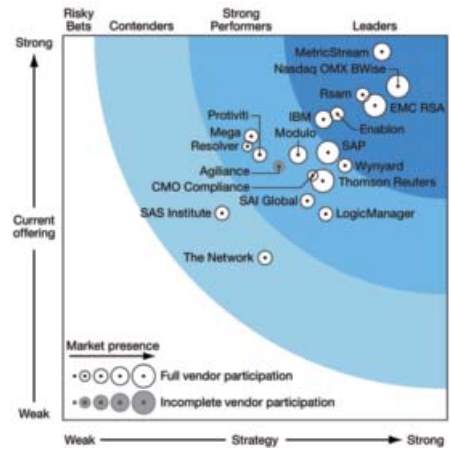 Risky Bets
Contenders
Strong Performers
Leaders
Strong
MetricStream
Nasdaq OMX BWise
Rsam
EMC RSA
Protiviti
IBM
Enablon
Mega
Modulo
Resolver
SAP
Agiliance
Wynyard
CMO Compliance
Thomson Reuters
SAI Global
SAS Institute
LogicManager
Current offering
The Network
Market presence
Full vendor participation
Incomplete vendor participation
Weak
Weak
Strategy
Strong